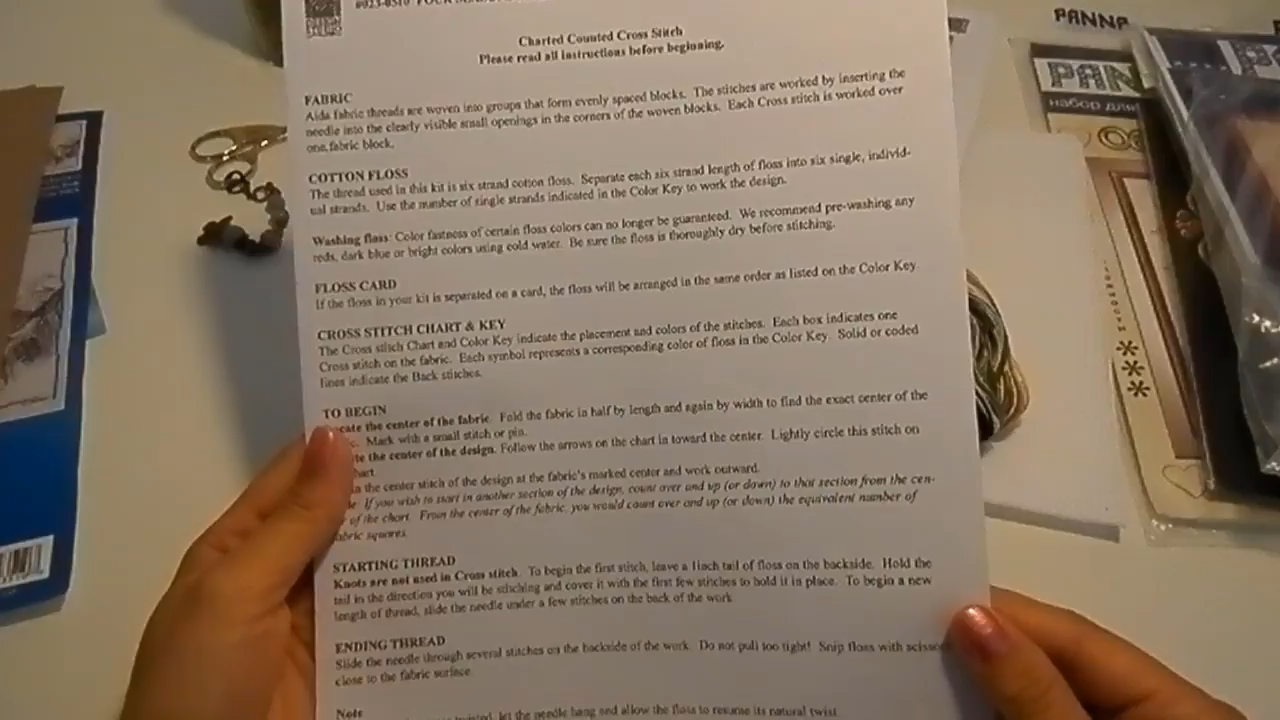 Charted Counted Cross Stitch
Please read all instructions before beginning.
FABRIC
Aida fabric threads are woven into groups that form evenly spaced blocks. The stitches are worked by inserting the
needle into the clearly visible small openings in the corners of the woven blocks. Each Cross stitch is worked over
one fabric block.
COTTON FLOSS
The thread used in this kit is six strand cotton floss. Separate each six strand length of floss into six single, individ-
ual strands. Use the number of single strands indicated in the Color Key to work the design.
Washing floss: Color fastness of certain floss colors can no longer be guaranteed. We recommend pre-washing any
reds, dark blue or bright colors using cold water. Be sure the floss is thoroughly dry before stitching.
FLOSS CARD
If the floss in your kit is separated on a card, the floss will be arranged in the same order as listed on the Color Key.
CROSS STITCH CHART & KEY
The Cross stitch Chart and Color Key indicate the placement and colors of the stitches. Each box indicates one
Cross stitch on the fabric. Each symbol represents a corresponding color of floss in the Color Key. Solid or coded
lines indicate the Back stitches.
TO BEGIN
cate the center of the fabric. Fold the fabric in half by length and again by width to find the exact center of the
c. Mark with a small stitch or pin.
te the center of the design. Follow the arrows on the chart in toward the center. Lightly circle this stitch on
hart.
n the center stitch of the design at the fabric's marked center and work outward.
If you wish to start in another section of the design, count over and up (or down) to that section from the cen-
of the chart. From the center of the fabric, you would count over and up (or down) the equivalent number of
abric squares.
STARTING THREAD
Knots are not used in Cross stitch. To begin the first stitch, leave a 1inch tail of floss on the backside. Hold the
tail in the direction you will be stitching and cover it with the first few stitches to hold it in place. To begin a new
length of thread, slide the needle under a few stitches on the back of the work
ENDING THREAD
Slide the needle through several stitches on the backside of the work. Do not pull too tight! Snip floss with scisso
close to the fabric surface.
Note
let the needle hang and allow the floss to resume its natural twist.
PANNA
PAN
набор для